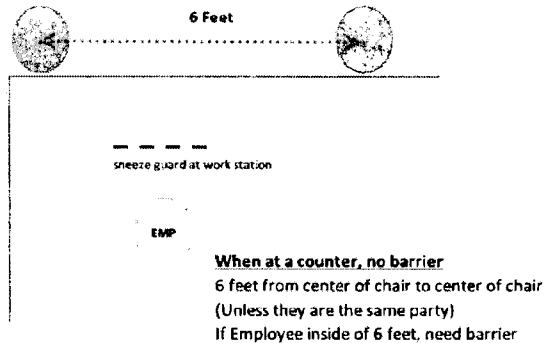 6 Feet
sneeze guard at work station
EMP
When at a counter, no barrier
6 feet from center of chair to center of chair
(Unless they are the same party)
If Employee inside of 6 feet, need barrier